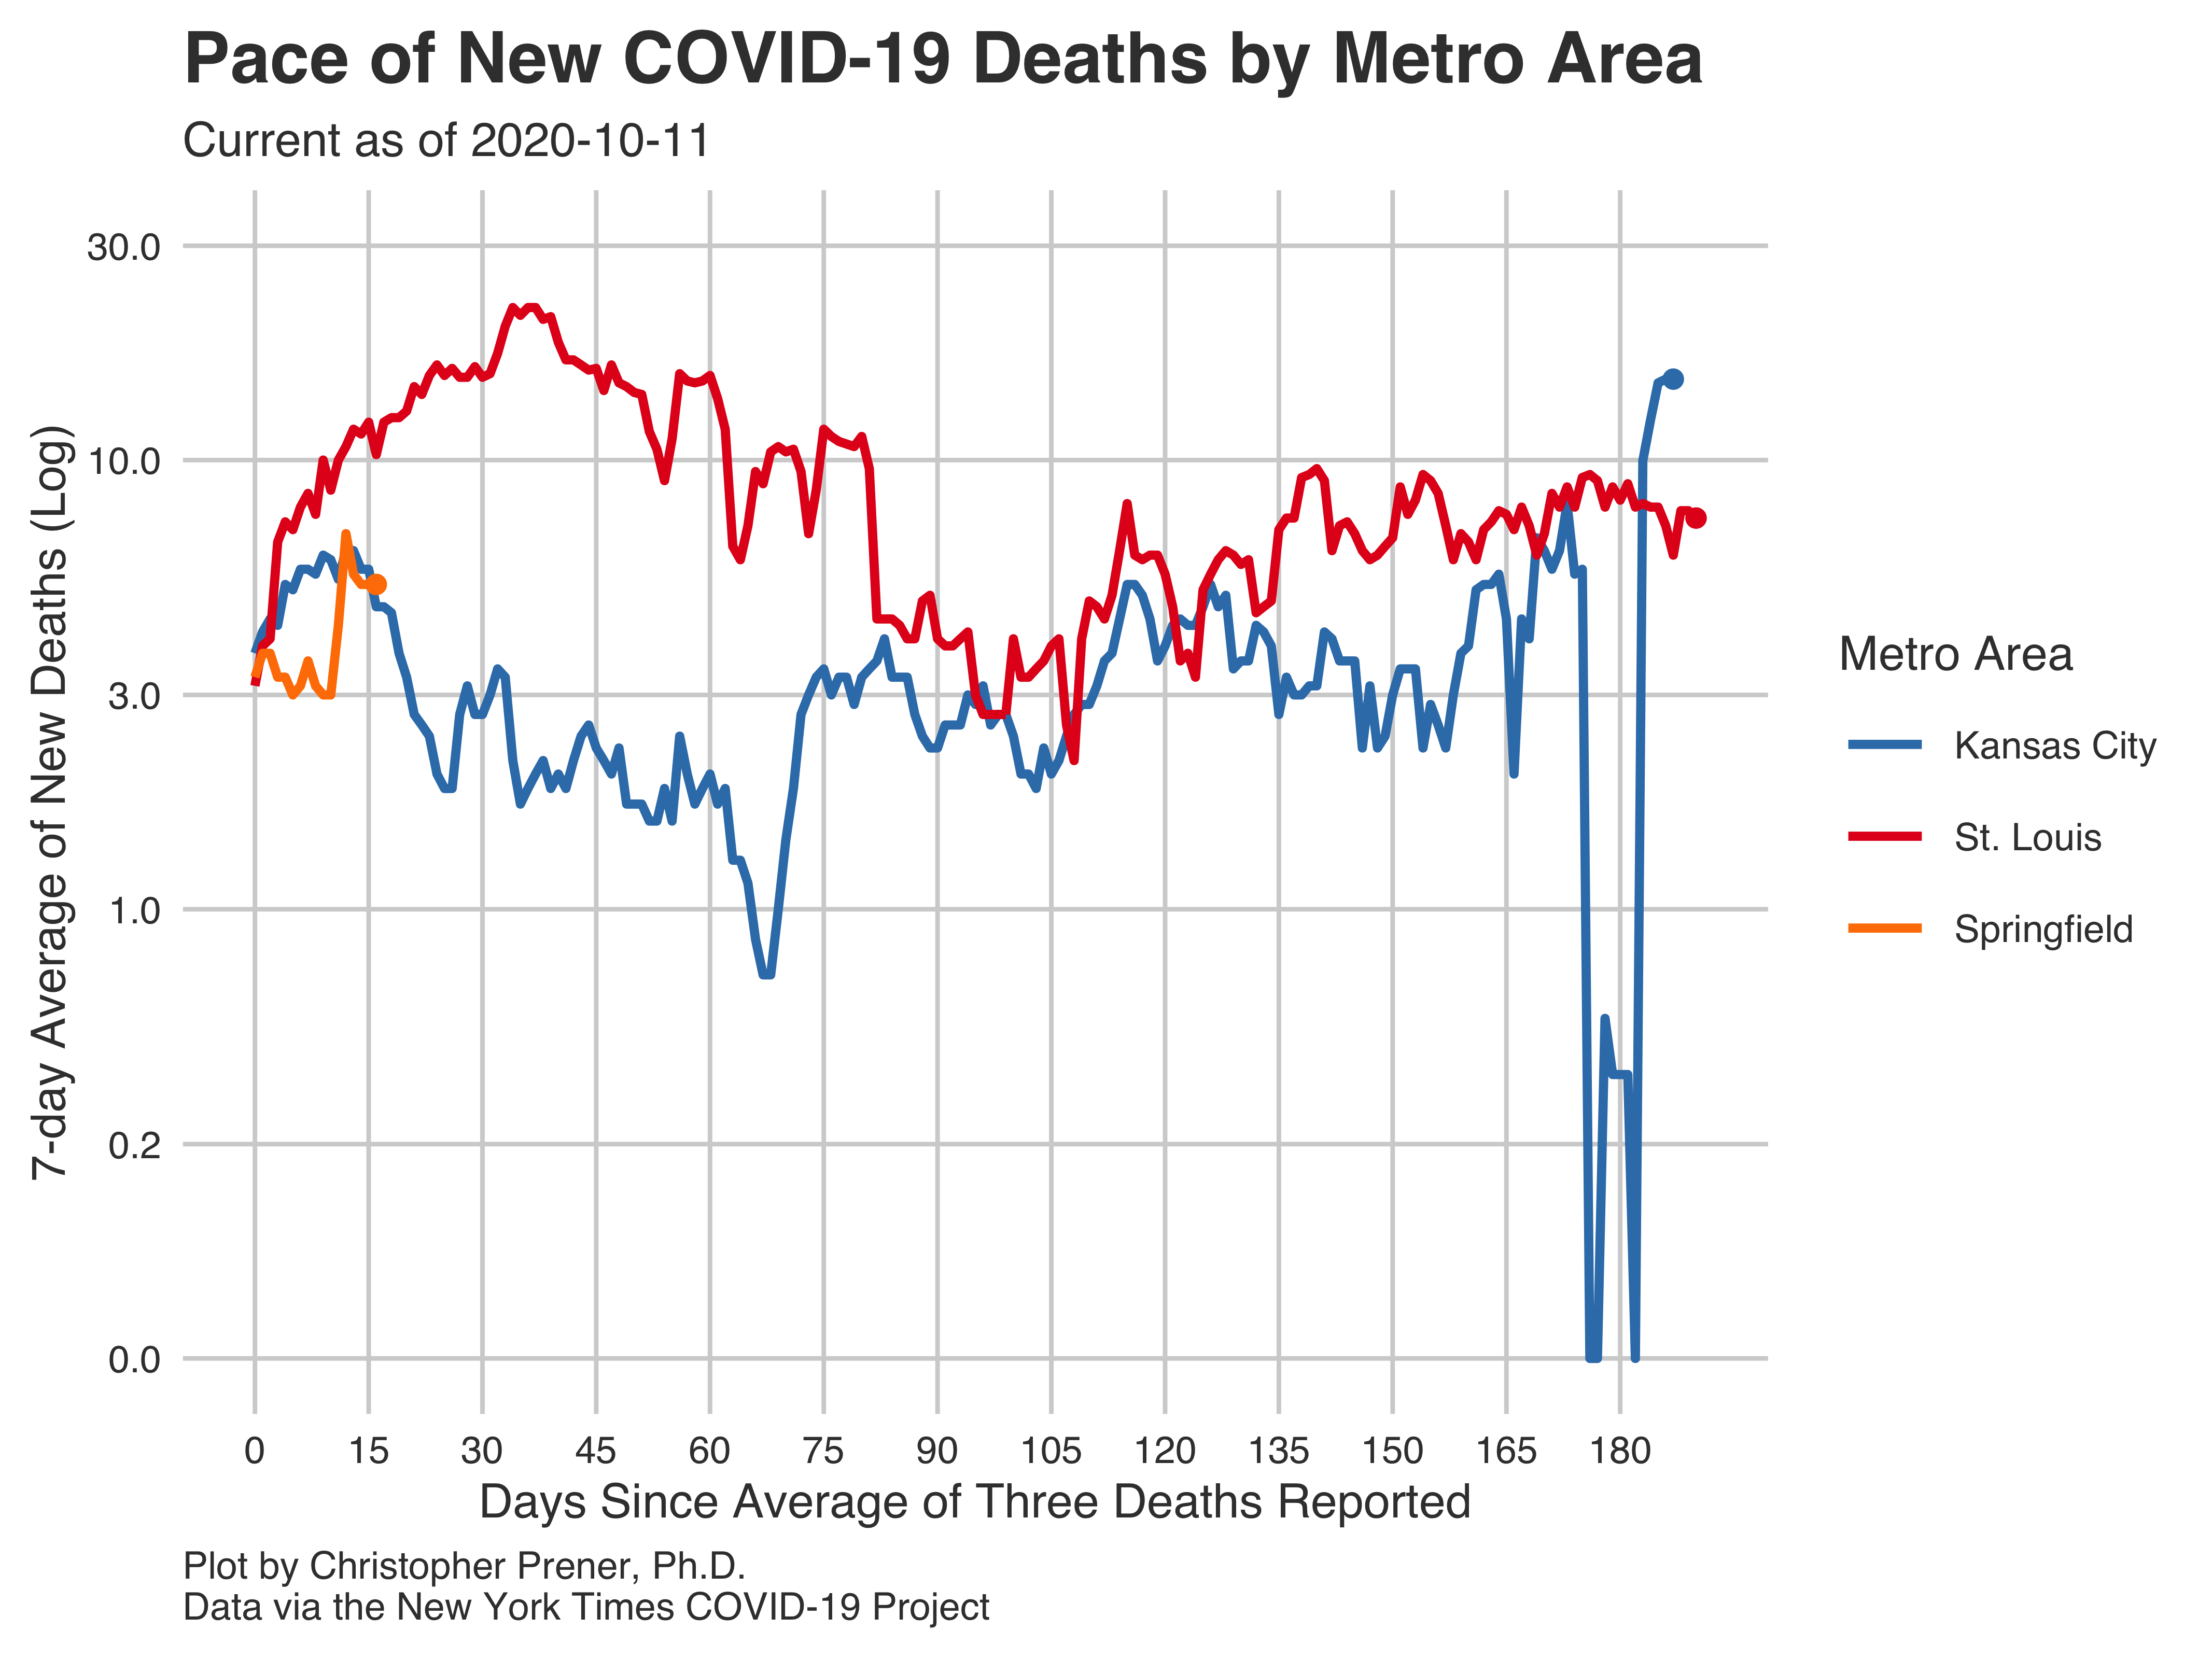 Pace of New COVID-19 Deaths by Metro Area
Current as of 2020-10-11
7-day Average of New Deaths (Log)
30.0
10.0
3.0
1.0
0.2
0.0
0 15 30 45 60 75 90 105 120 135 150 165 180
Days Since Average of Three Deaths Reported
Metro Area
Kansas City
St. Louis
Springfield
Plot by Christopher Prener, Ph.D.
Data via the New York Times COVID-19 Project